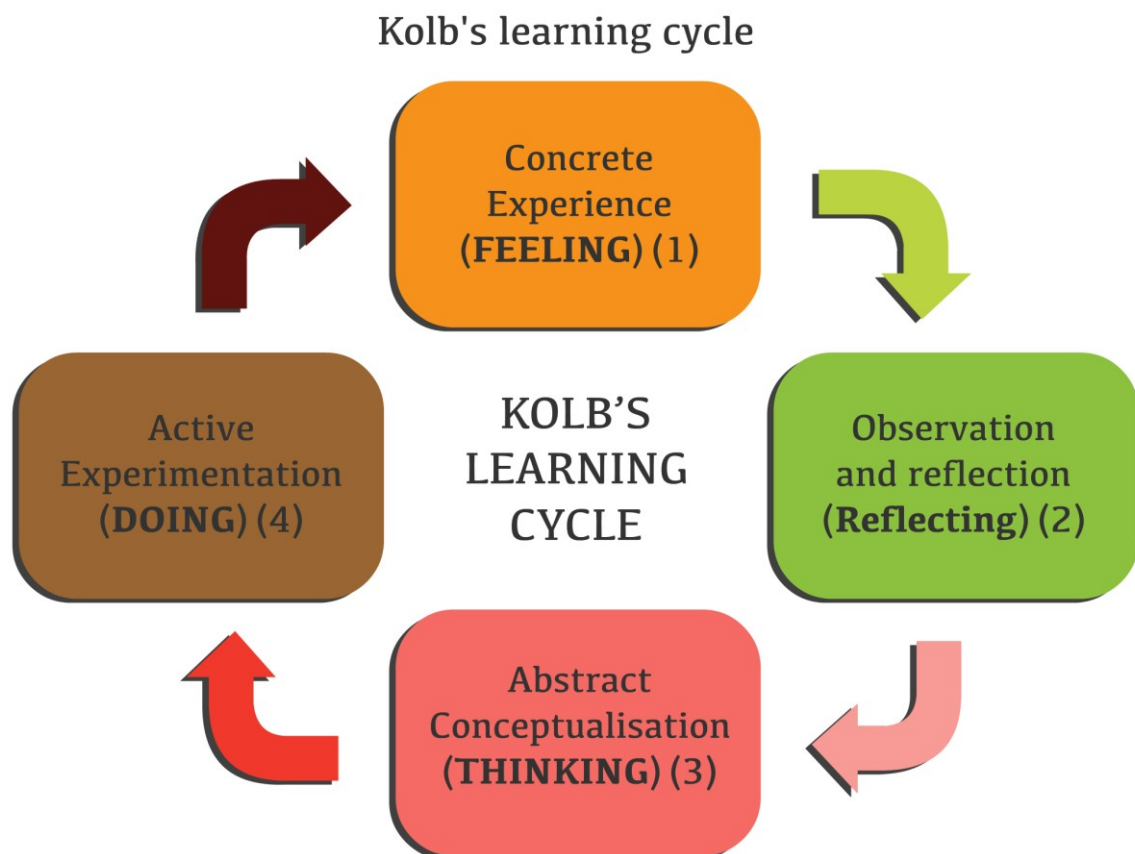 Kolb's learning cycle
Concrete
Experience
(FEELING) (1)
Observation
and reflection
(Reflecting) (2)
Abstract
Conceptualisation
(THINKING) (3)
Active
Experimentation
(DOING) (4)
KOLB’S
LEARNING
CYCLE